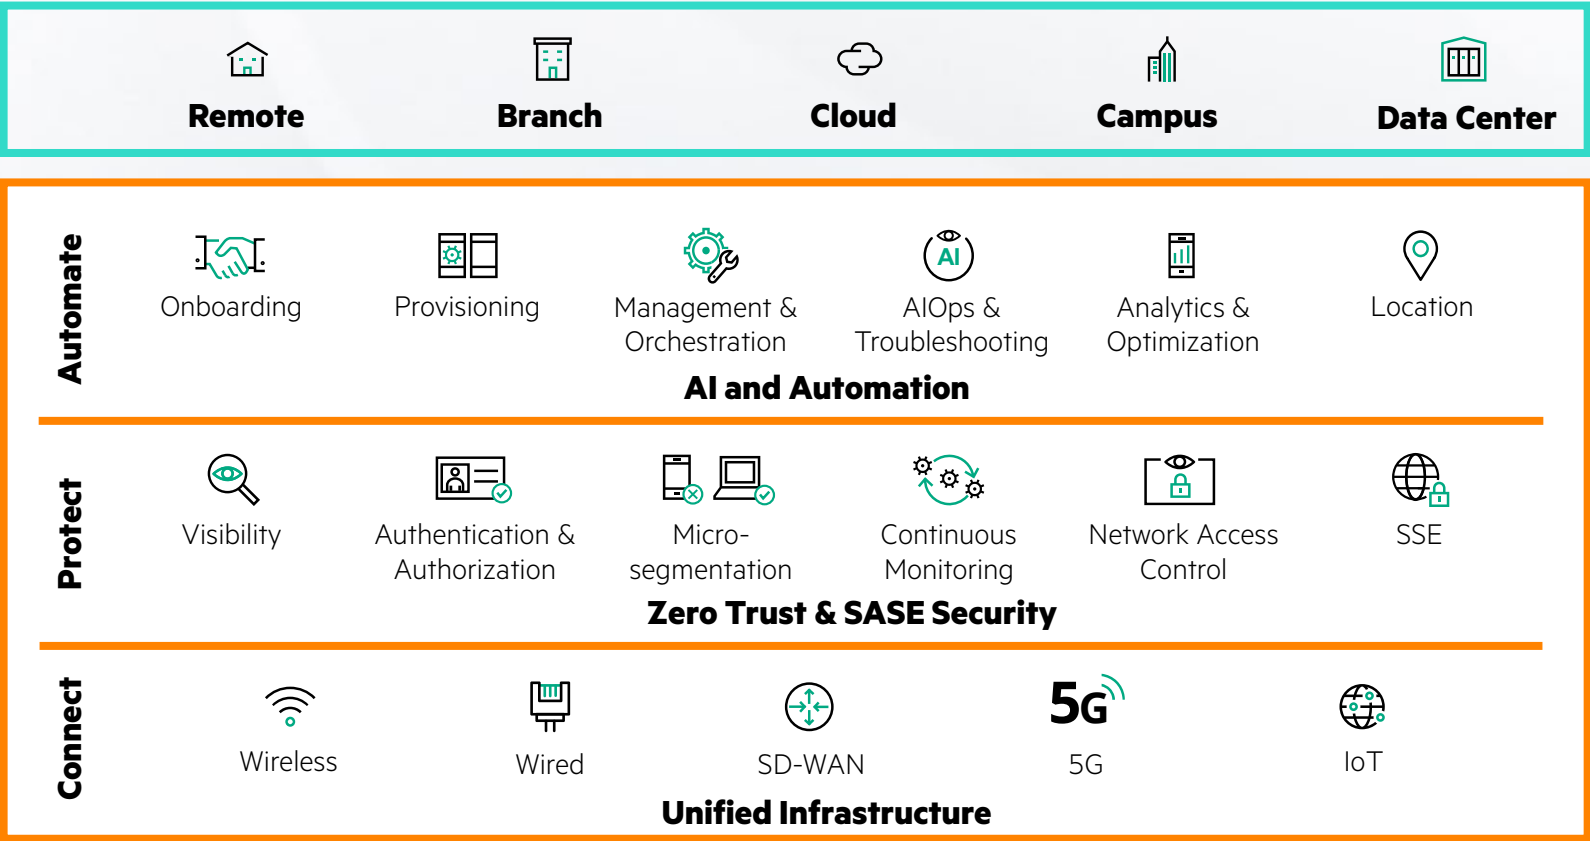 Remote
Branch
Cloud
Campus
Data Center
Automate
Onboarding
Provisioning
Management &
Orchestration
AI
AIOps &
Troubleshooting
Analytics &
Optimization
Location
AI and Automation
Protect
Visibility
Authentication &
Authorization
Micro-
segmentation
Continuous
Monitoring
Network Access
Control
SSE
Zero Trust & SASE Security
Connect
Wireless
Wired
SD-WAN
5G
5G
IoT
Unified Infrastructure